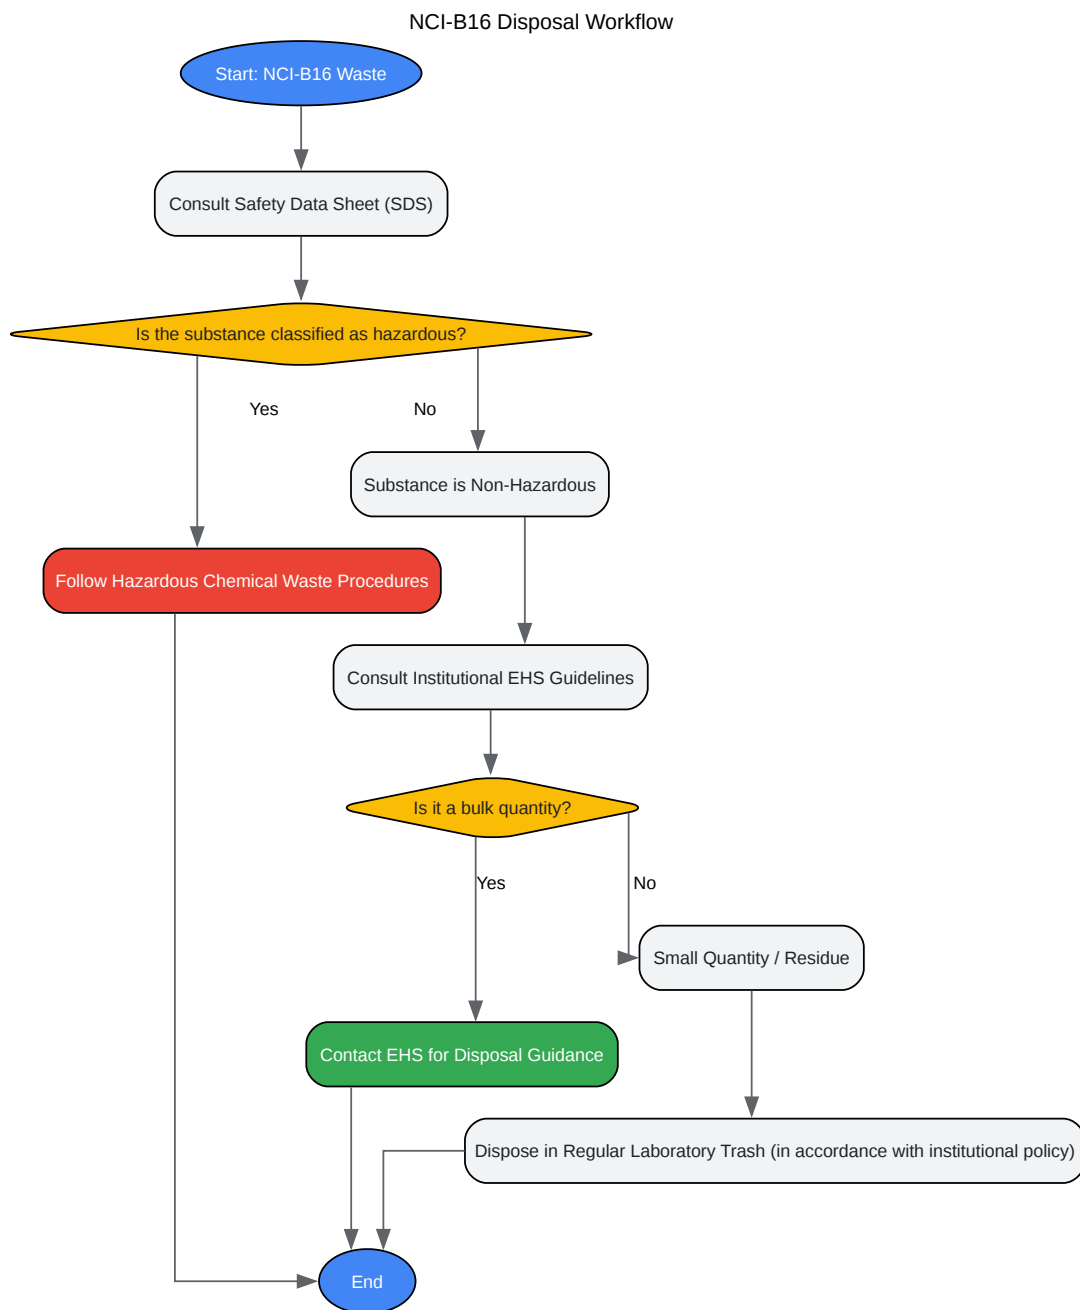 NCI-B16 Disposal Workflow
Start: NCI-B16 Waste
Consult Safety Data Sheet (SDS)
Is the substance classified as hazardous?
Yes
No
Substance is Non-Hazardous
Follow Hazardous Chemical Waste Procedures
Consult Institutional EHS Guidelines
Is it a bulk quantity?
Yes
No
Small Quantity / Residue
Contact EHS for Disposal Guidance
Dispose in Regular Laboratory Trash (in accordance with institutional policy)
End